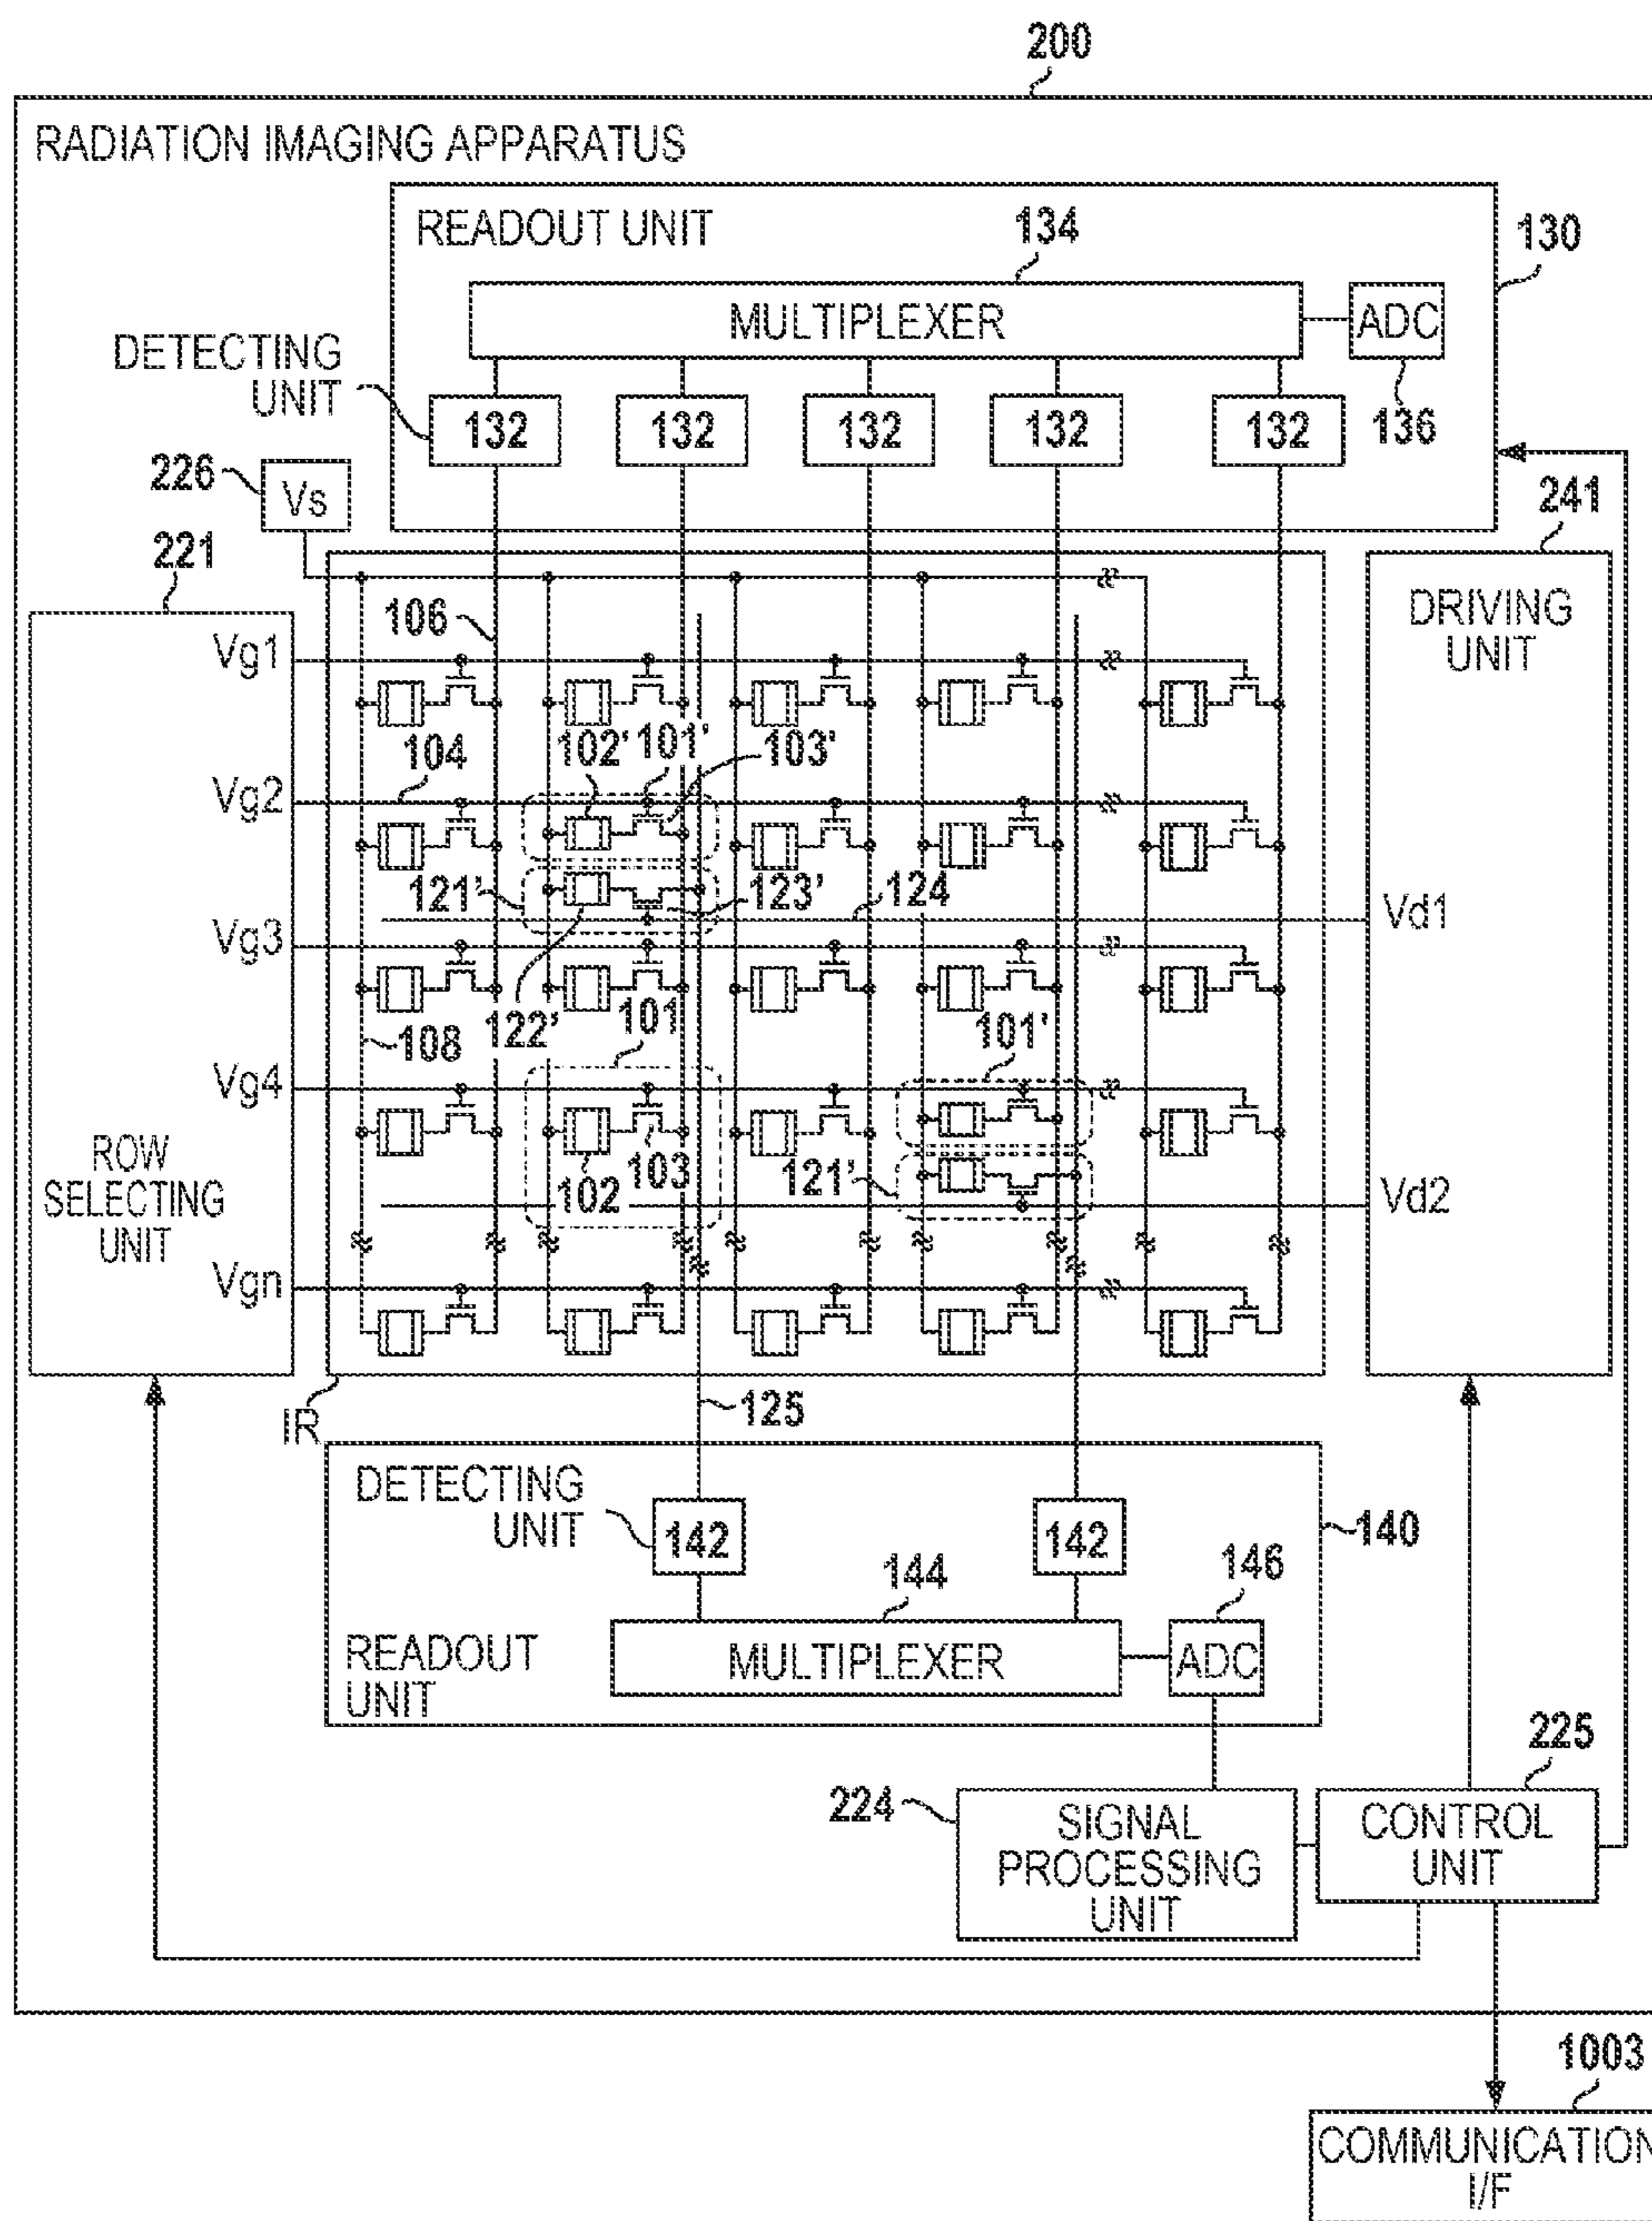 200
RADIATION IMAGING APPARATUS
READOUT UNIT
134
130
MULTIPLEXER
ADC
136
DETECTING
UNIT
132
132
132
132
132
226
Vs
221
241
DRIVING
UNIT
106
Vg1
102'
101'
103'
104
Vg2
121'
123'
124
Vd1
Vg3
122'
101
101'
108
Vg4
ROW
SELECTING
UNIT
102
103
121'
Vd2
Vgn
IR
125
DETECTING
UNIT
142
142
140
144
146
READOUT
UNIT
MULTIPLEXER
ADC
225
224
SIGNAL
PROCESSING
UNIT
CONTROL
UNIT
1003
COMMUNICATION
I/F